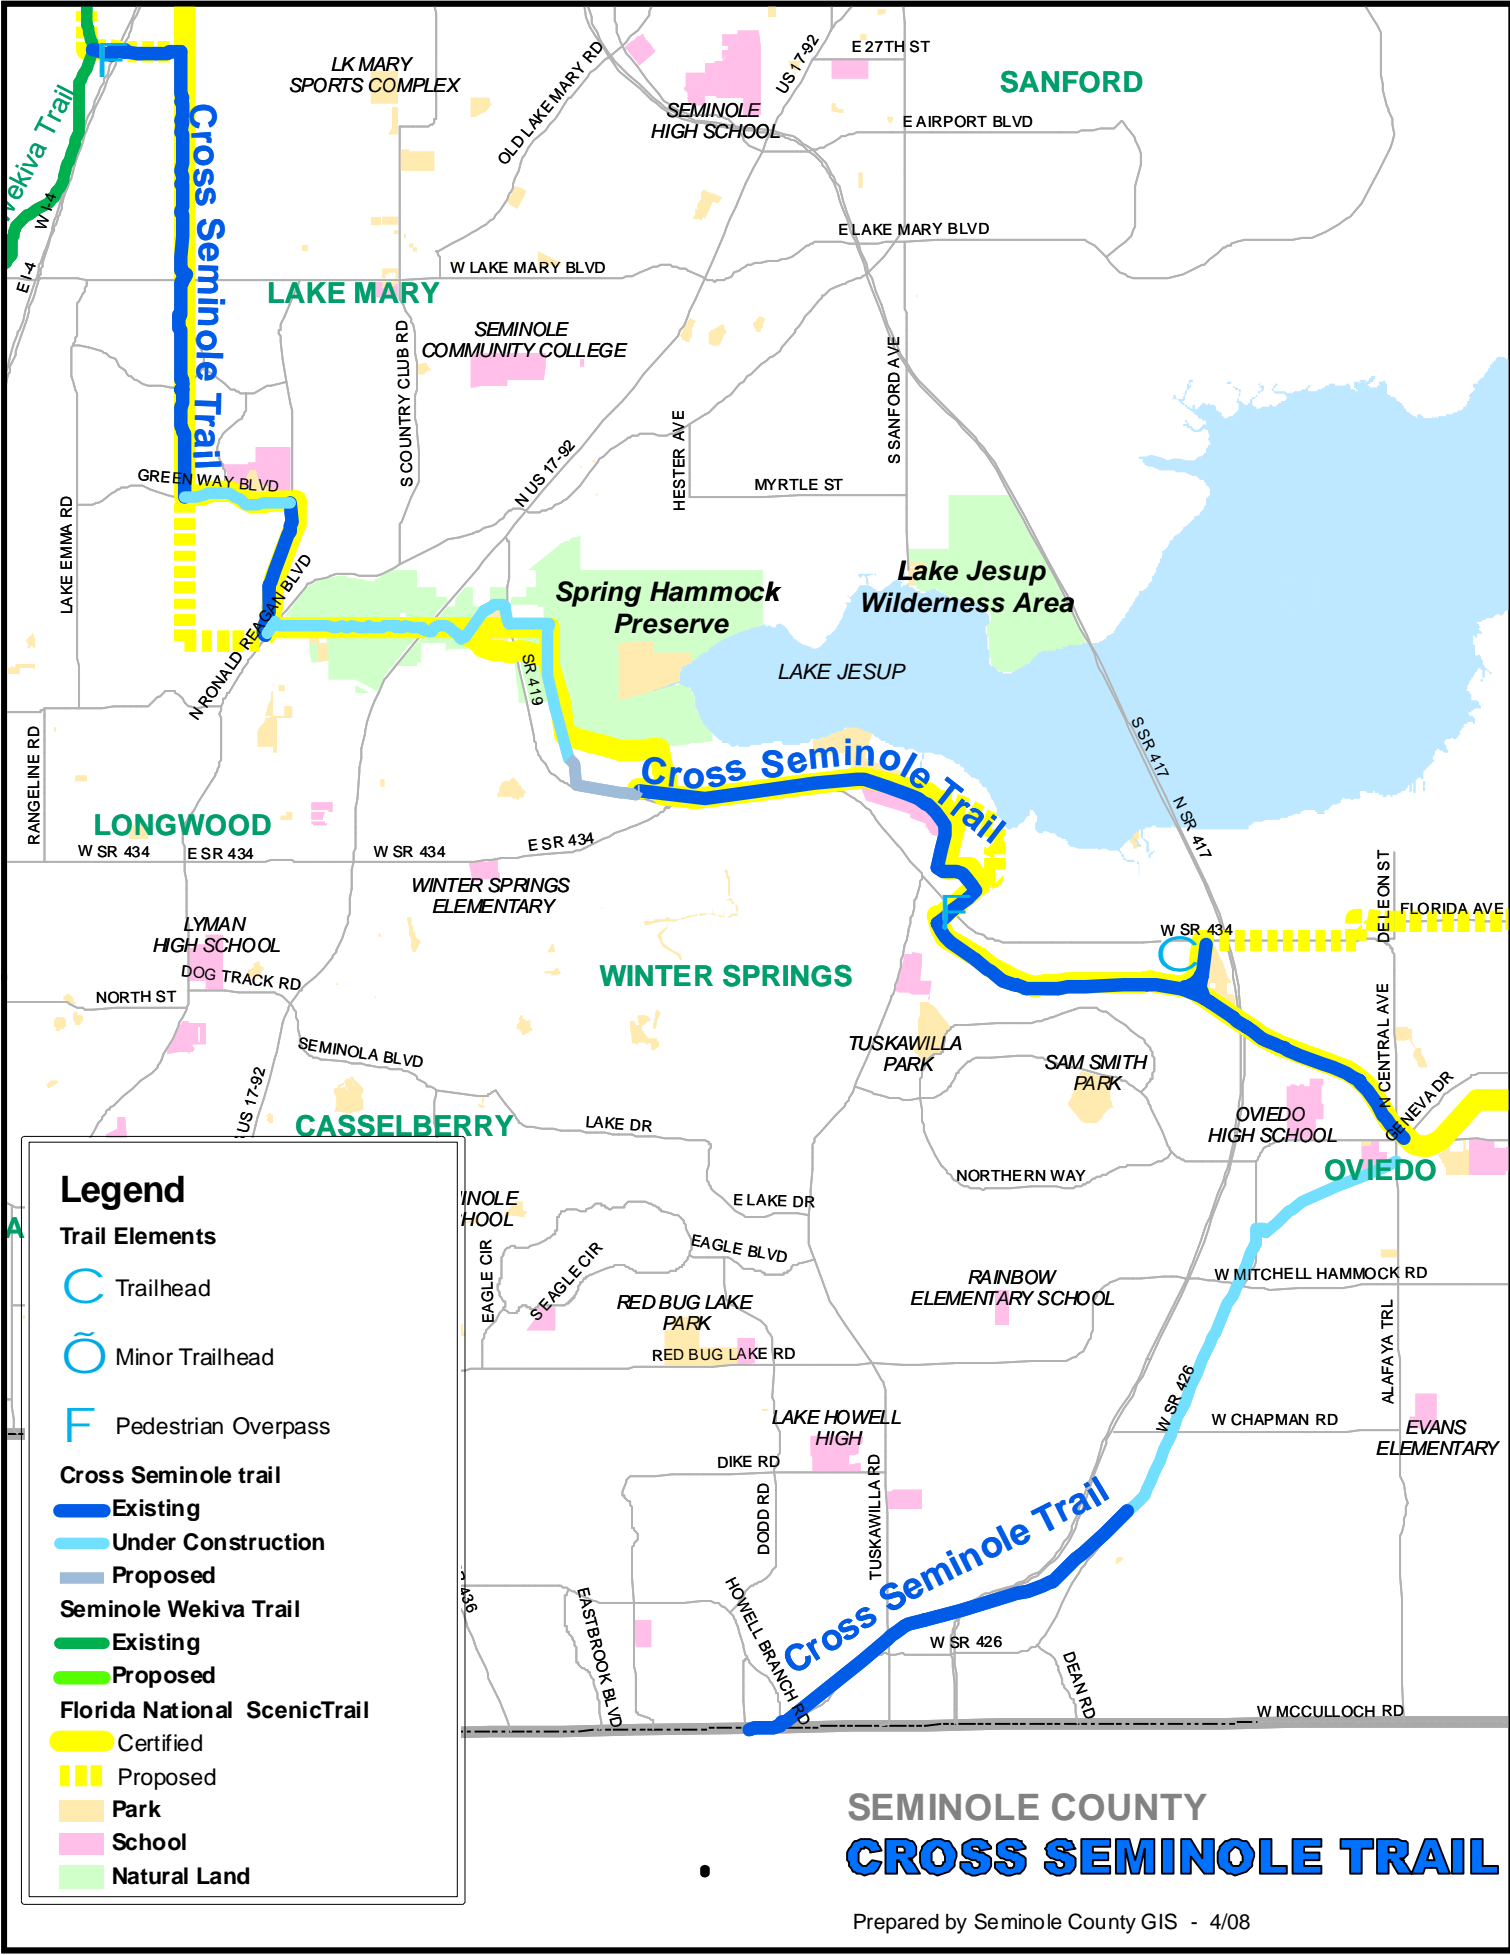 LK MARY
SPORTS COMPLEX
OLD LAKE MARY RD
SEMINOLE
HIGH SCHOOL
US 17-92
E 27TH ST
SANFORD
E AIRPORT BLVD
F
Wekiva Trail
W I-4
E I-4
Cross Seminole Trail
E LAKE MARY BLVD
W LAKE MARY BLVD
LAKE MARY
SEMINOLE
COMMUNITY COLLEGE
S COUNTRY CLUB RD
S SANFORD AVE
HESTER AVE
N US 17-92
MYRTLE ST
GREEN WAY BLVD
LAKE EMMA RD
N RONALD REAGAN BLVD
Spring Hammock
Preserve
Lake Jesup
Wilderness Area
LAKE JESUP
SR 419
S SR 417
N SR 417
RANGELINE RD
Cross Seminole Trail
LONGWOOD
W SR 434
E SR 434
W SR 434
E SR 434
WINTER SPRINGS
ELEMENTARY
F
DELEON ST
FLORIDA AVE
W SR 434
C
LYMAN
HIGH SCHOOL
DOG TRACK RD
NORTH ST
WINTER SPRINGS
N CENTRAL AVE
SEMINOLA BLVD
TUSKAWILLA
PARK
SAM SMITH
PARK
US 17-92
GENEVA DR
CASSELBERRY
LAKE DR
OVIEDO
HIGH SCHOOL
OVIEDO
NORTHERN WAY
INOLE
HOOL
E LAKE DR
A
EAGLE CIR
S EAGLE CIR
EAGLE BLVD
RAINBOW
ELEMENTARY SCHOOL
W MITCHELL HAMMOCK RD
RED BUG LAKE
PARK
RED BUG LAKE RD
ALAFAYA TRL
W SR 426
W CHAPMAN RD
EVANS
ELEMENTARY
LAKE HOWELL
HIGH
DIKE RD
DODD RD
TUSKAWILLA RD
Cross Seminole Trail
436
EASTBROOK BLVD
HOWELL BRANCH RD
W SR 426
DEAN RD
W MCCULLOCH RD
Legend
Trail Elements
C Trailhead
Õ Minor Trailhead
F Pedestrian Overpass
Cross Seminole trail
Existing
Under Construction
Proposed
Seminole Wekiva Trail
Existing
Proposed
Florida National ScenicTrail
Certified
Proposed
Park
School
Natural Land
SEMINOLE COUNTY
CROSS SEMINOLE TRAIL
Prepared by Seminole County GIS - 4/08